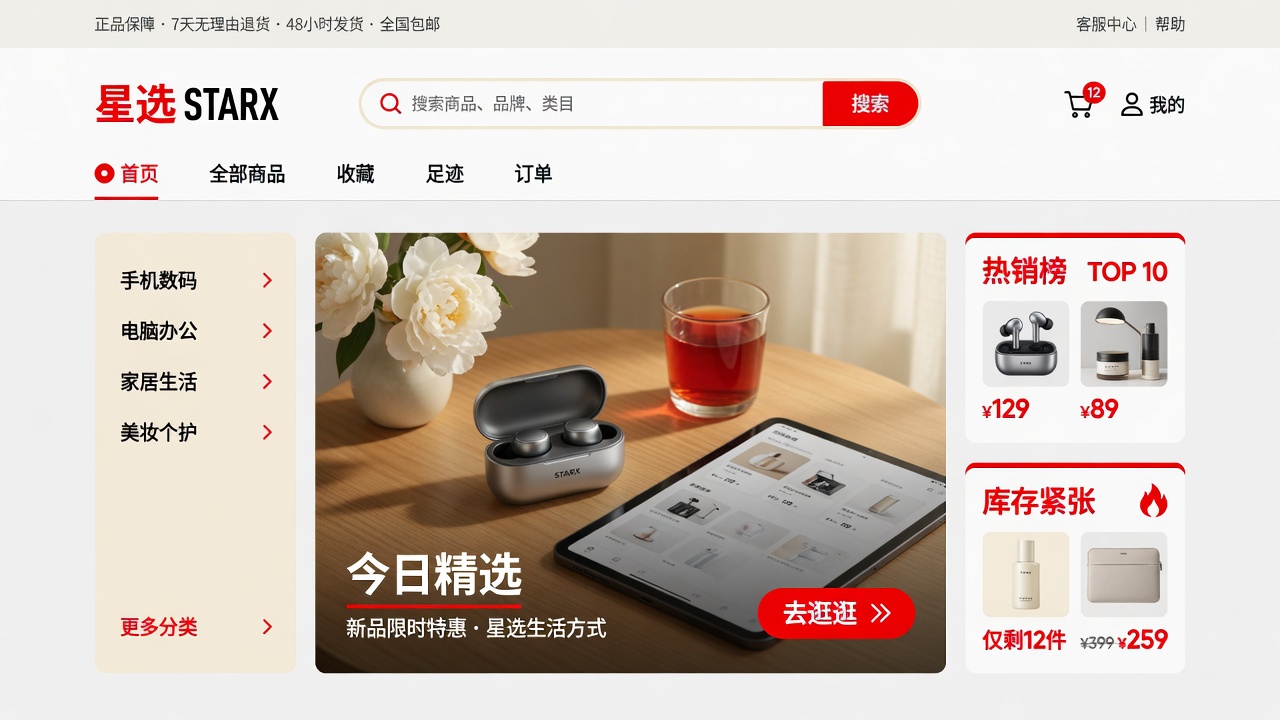 正品保障 · 7天无理由退货 · 48小时发货 · 全国包邮
客服中心 | 帮助
星选 STARX
搜索商品、品牌、类目
搜索
12
我的
首页
全部商品
收藏
足迹
订单
手机数码
电脑办公
家居生活
美妆个护
更多分类
STARX
今日精选
新品限时特惠 · 星选生活方式
去逛逛
热销榜 TOP 10
¥129
¥89
库存紧张
仅剩12件
¥399 ¥259